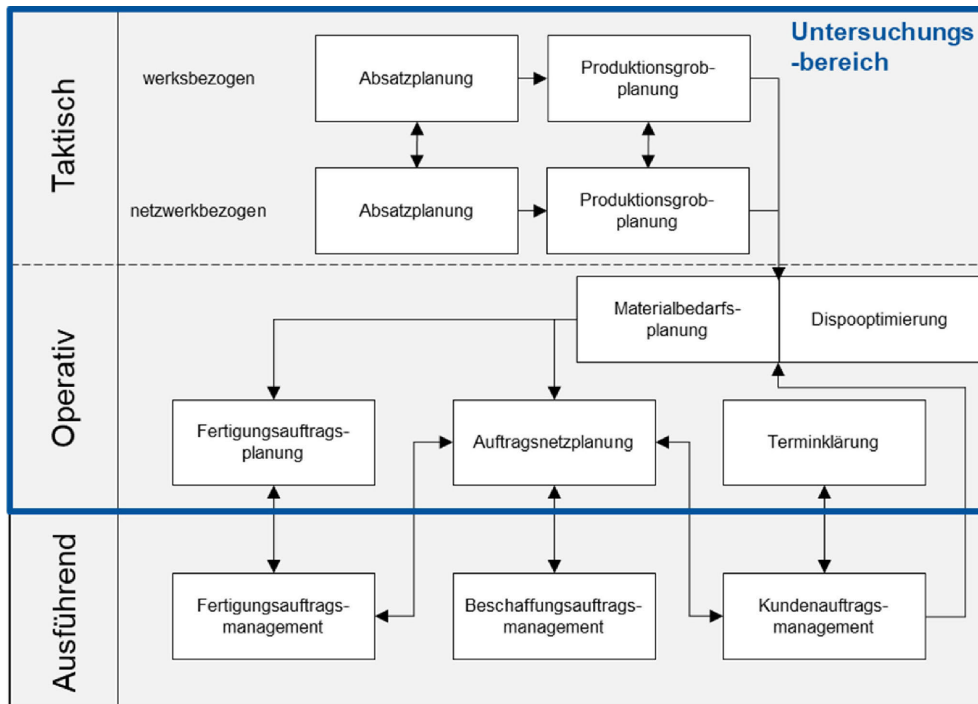 Untersuchungs
-bereich
Taktisch
werksbezogen
Absatzplanung
Produktionsgrob-
planung
netzwerkbezogen
Absatzplanung
Produktionsgrob-
planung
Operativ
Materialbedarfs-
planung
Dispooptimierung
Fertigungsauftrags-
planung
Auftragsnetzplanung
Terminklärung
Ausführend
Fertigungsauftrags-
management
Beschaffungsauftrags-
management
Kundenauftrags-
management